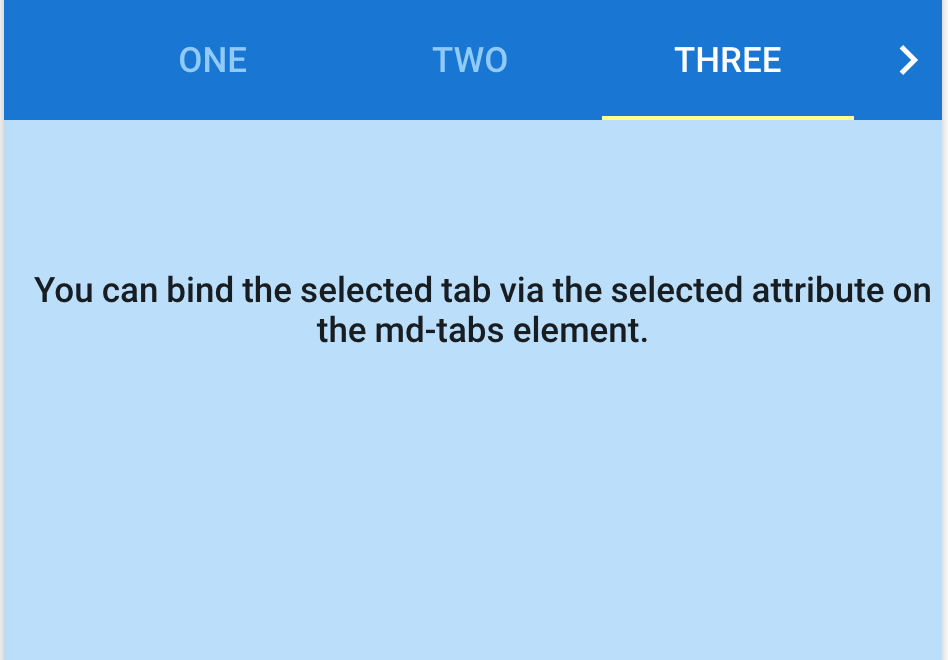 ONE TWO THREE
You can bind the selected tab via the selected attribute on
the md-tabs element.